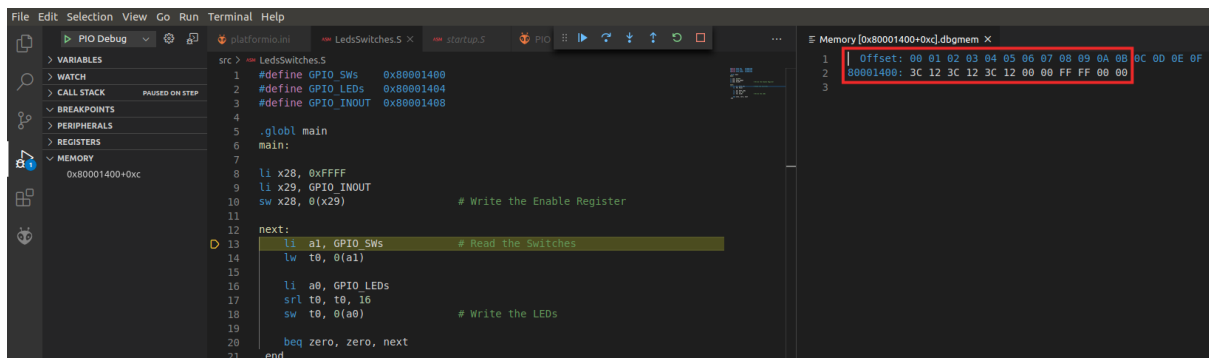 File Edit Selection View Go Run Terminal Help
PIO Debug
platformio.ini
LedsSwitches.S
startup.S
PIO
Memory [0x80001400+0xc].dbgmem
VARIABLES
WATCH
CALL STACK PAUSED ON STEP
BREAKPOINTS
PERIPHERALS
REGISTERS
MEMORY
0x80001400+0xc
1
src > LedsSwitches.S
1 #define GPIO_SWs 0x80001400
2 #define GPIO_LEDs 0x80001404
3 #define GPIO_INOUT 0x80001408
4
5 .globl main
6 main:
7
8 li x28, 0xFFFF
9 li x29, GPIO_INOUT
10 sw x28, 0(x29) # Write the Enable Register
11
12 next:
13 li a1, GPIO_SWs # Read the Switches
14 lw t0, 0(a1)
15
16 li a0, GPIO_LEDs
17 srl t0, t0, 16
18 sw t0, 0(a0) # Write the LEDs
19
20 beq zero, zero, next
21 end
1 Offset: 00 01 02 03 04 05 06 07 08 09 0A 0B 0C 0D 0E 0F
2 80001400: 3C 12 3C 12 3C 12 00 00 FF FF 00 00
3